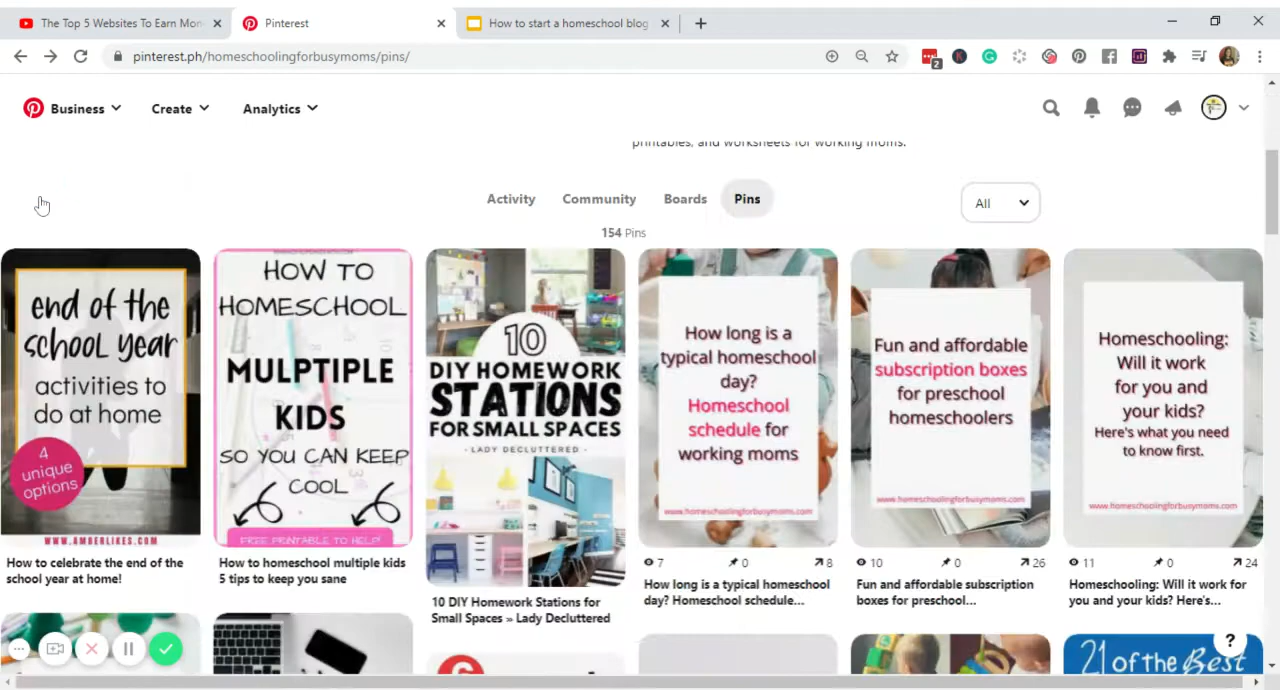 The Top 5 Websites To Earn Mon
Pinterest
How to start a homeschool blog
pinterest.ph/homeschoolingforbusymoms/pins/
2
Business
Create
Analytics
printables, and worksheets for working moms.
Activity
Community
Boards
Pins
All
154 Pins
end of the
school year
activities to
do at home
4
unique
options
WWW.AMBERLIKES.COM
How to celebrate the end of the
school year at home!
HOW TO
HOMESCHOOL
MULPTIPLE
KIDS
SO YOU CAN KEEP
COOL
FREE PRINTABLE TO HELP!
How to homeschool multiple kids
5 tips to keep you sane
10
DIY HOMEWORK
STATIONS
FOR SMALL SPACES
- LADY DECLUTTERED -
10 DIY Homework Stations for
Small Spaces » Lady Decluttered
How long is a
typical homeschool
day?
Homeschool
schedule for
working moms
www.homeschoolingforbusymoms.com
7 0 8
How long is a typical homeschool
day? Homeschool schedule...
Fun and affordable
subscription boxes
for preschool
homeschoolers
www.homeschoolingforbusymoms.com
10 0 26
Fun and affordable subscription
boxes for preschool...
Homeschooling:
Will it work
for you and
your kids?
Here's what you need
to know first.
www.homeschoolingforbusymoms.com
11 0 24
Homeschooling: Will it work for
you and your kids? Here's...
21 of the Best
?